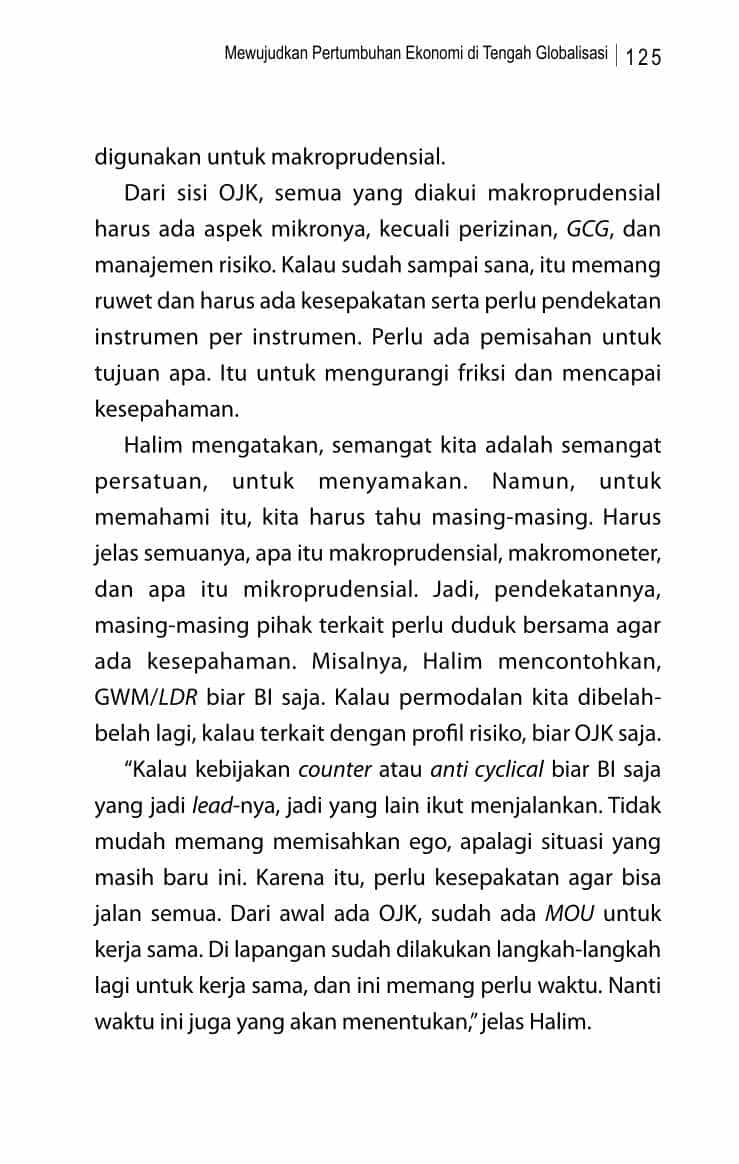 Mewujudkan Pertumbuhan Ekonomi di Tengah Globalisasi | 125
digunakan untuk makroprudensial.
Dari sisi OJK, semua yang diakui makroprudensial
harus ada aspek mikronya, kecuali perizinan, GCG, dan
manajemen risiko. Kalau sudah sampai sana, itu memang
ruwet dan harus ada kesepakatan serta perlu pendekatan
instrumen per instrumen. Perlu ada pemisahan untuk
tujuan apa. Itu untuk mengurangi friksi dan mencapai
kesepahaman.
Halim mengatakan, semangat kita adalah semangat
persatuan, untuk menyamakan. Namun, untuk
memahami itu, kita harus tahu masing-masing. Harus
jelas semuanya, apa itu makroprudensial, makromoneter,
dan apa itu mikroprudensial. Jadi, pendekatannya,
masing-masing pihak terkait perlu duduk bersama agar
ada kesepahaman. Misalnya, Halim mencontohkan,
GWM/LDR biar BI saja. Kalau permodalan kita dibelah-
belah lagi, kalau terkait dengan profil risiko, biar OJK saja.
“Kalau kebijakan counter atau anti cyclical biar BI saja
yang jadi lead-nya, jadi yang lain ikut menjalankan. Tidak
mudah memang memisahkan ego, apalagi situasi yang
masih baru ini. Karena itu, perlu kesepakatan agar bisa
jalan semua. Dari awal ada OJK, sudah ada MOU untuk
kerja sama. Di lapangan sudah dilakukan langkah-langkah
lagi untuk kerja sama, dan ini memang perlu waktu. Nanti
waktu ini juga yang akan menentukan,” jelas Halim.